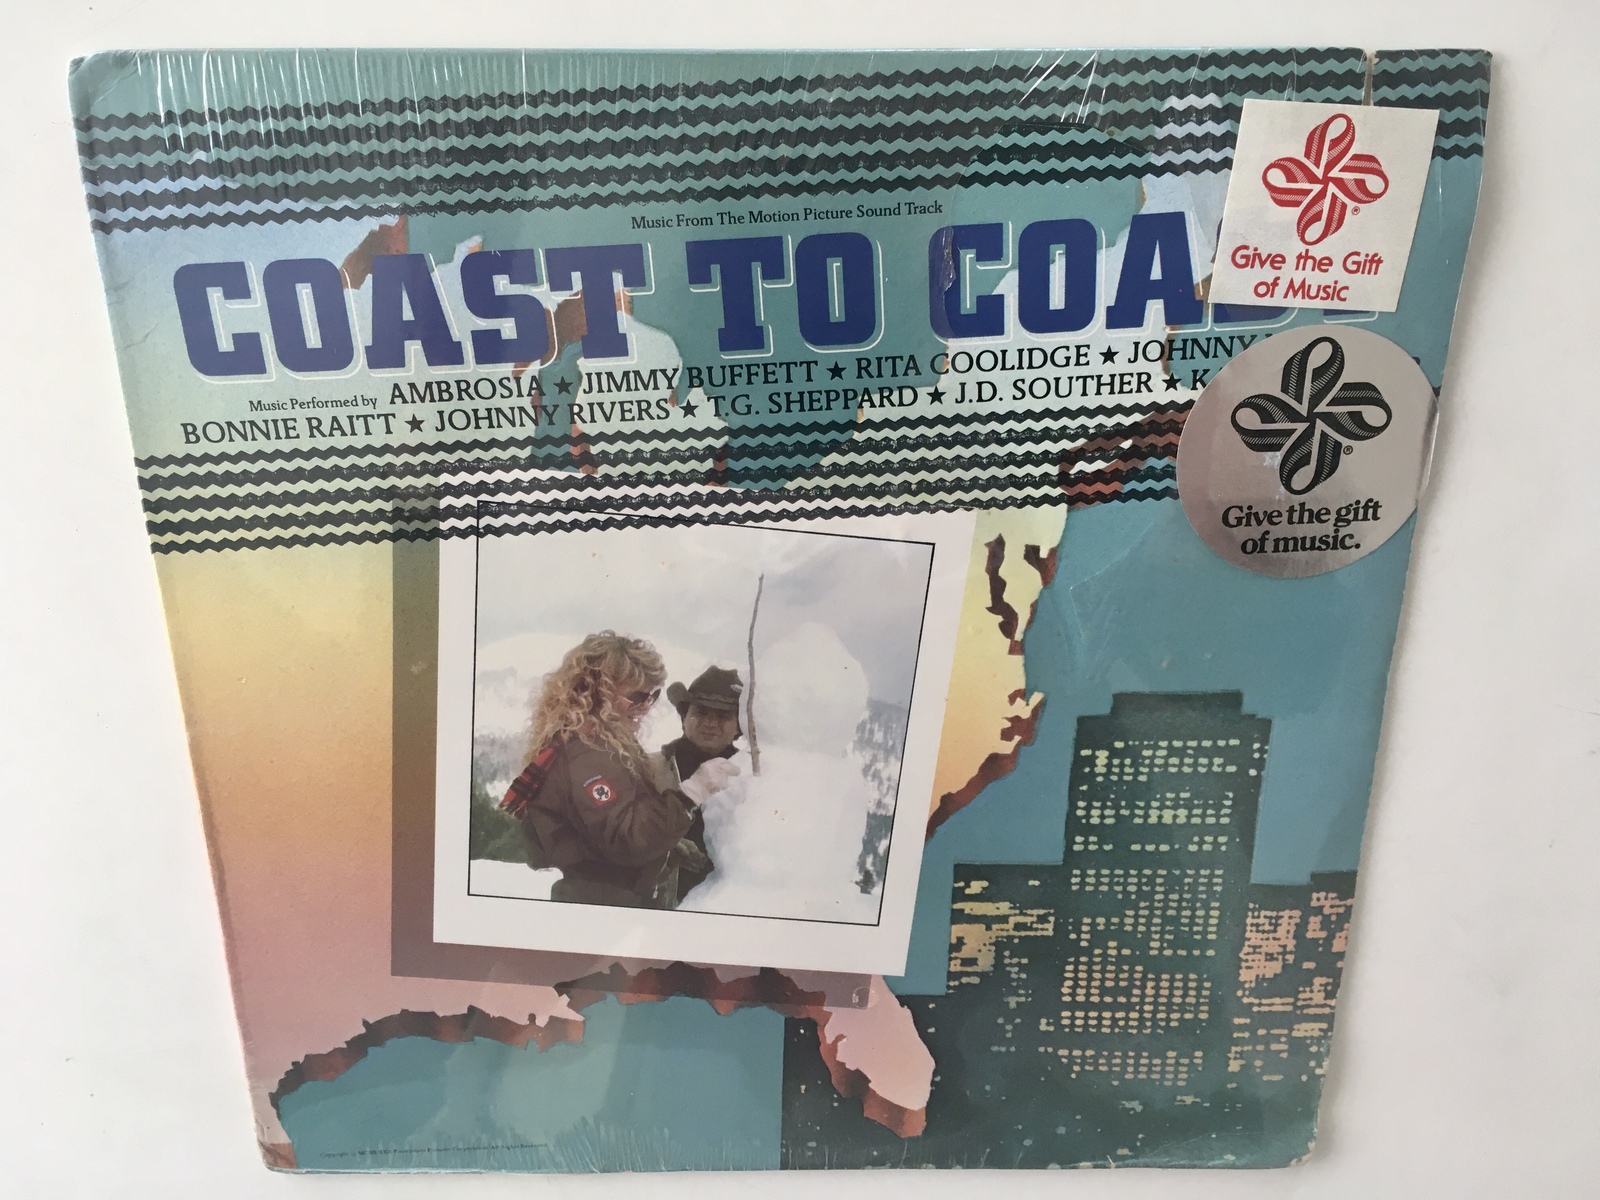 Music From The Motion Picture Sound Track
COAST TO COAST
Music Performed by AMBROSIA ★ JIMMY BUFFETT ★ RITA COOLIDGE ★ JOHNNY
BONNIE RAITT ★ JOHNNY RIVERS ★ T.G. SHEPPARD ★ J.D. SOUTHER ★
Give the Gift
of Music
®
Give the gift
of music.
®